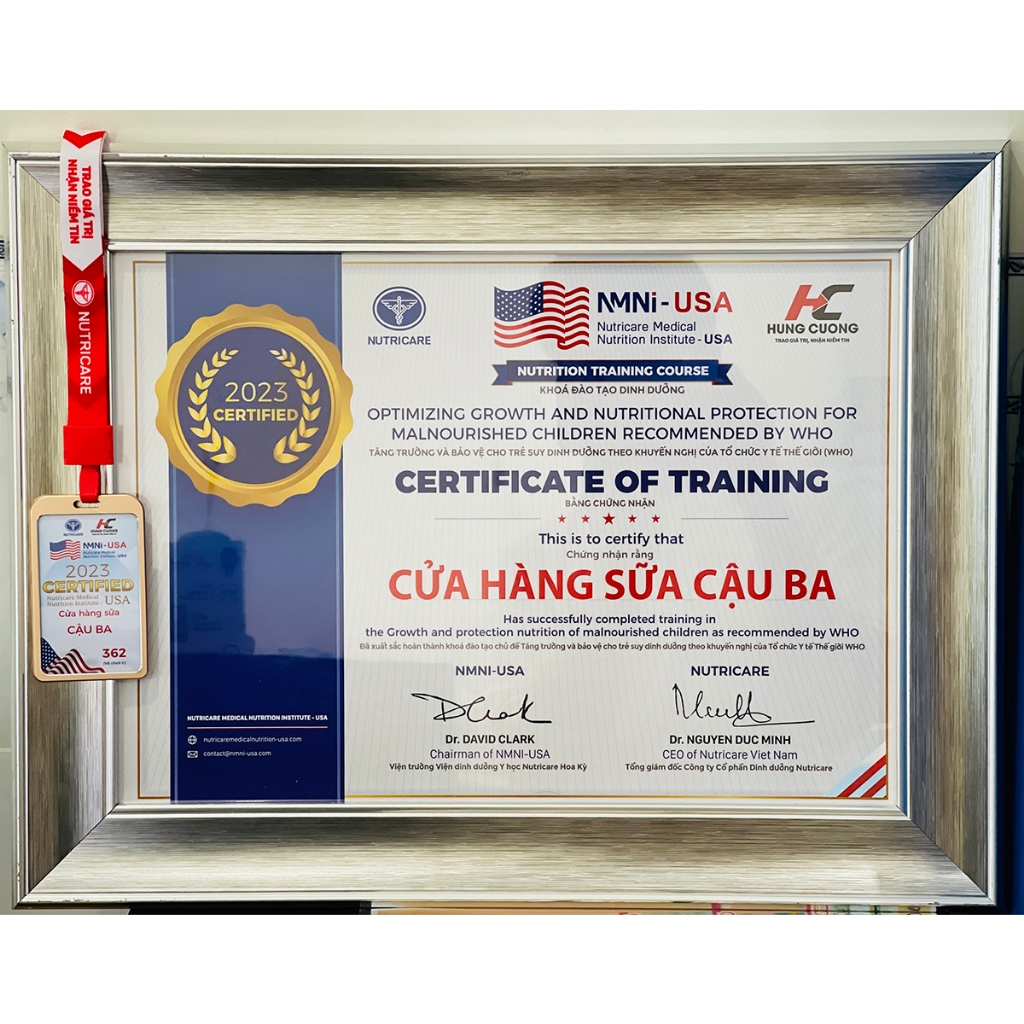 TRAO GIÁ TRỊ
NHẬN NIỀM TIN
NUTRICARE
NUTRICARE
HUNG CUONG
NMNi-USA
Nutricare Medical
Nutrition Institute - USA
2023
CERTIFIED
Nutricare Medical
Nutrition Institute - USA
Cửa hàng sữa
CẬU BA
362
2023
CERTIFIED
NUTRICARE MEDICAL NUTRITION INSTITUTE - USA
nutricaremedicalnutrition-usa.com
contact@nmni-usa.com
NUTRICARE
NMNi - USA
Nutricare Medical
Nutrition Institute - USA
HC
HUNG CUONG
TRAO GIÁ TRỊ, NHẬN NIỀM TIN
NUTRITION TRAINING COURSE
KHOÁ ĐÀO TẠO DINH DƯỠNG
OPTIMIZING GROWTH AND NUTRITIONAL PROTECTION FOR
MALNOURISHED CHILDREN RECOMMENDED BY WHO
TĂNG TRƯỞNG VÀ BẢO VỆ CHO TRẺ SUY DINH DƯỠNG THEO KHUYẾN NGHỊ CỦA TỔ CHỨC Y TẾ THẾ GIỚI (WHO)
CERTIFICATE OF TRAINING
BẰNG CHỨNG NHẬN
This is to certify that
Chứng nhận rằng
CỬA HÀNG SỮA CẬU BA
Has successfully completed training in
the Growth and protection nutrition of malnourished children as recommended by WHO
Đã xuất sắc hoàn thành khoá đào tạo chủ đề Tăng trưởng và bảo vệ cho trẻ suy dinh dưỡng theo khuyến nghị của Tổ chức Y tế Thế giới WHO
NMNI-USA
Dr. DAVID CLARK
Chairman of NMNI-USA
Viện trưởng Viện dinh dưỡng Y học Nutricare Hoa Kỳ
NUTRICARE
Dr. NGUYEN DUC MINH
CEO of Nutricare Viet Nam
Tổng giám đốc Công ty Cổ phần Dinh dưỡng Nutricare